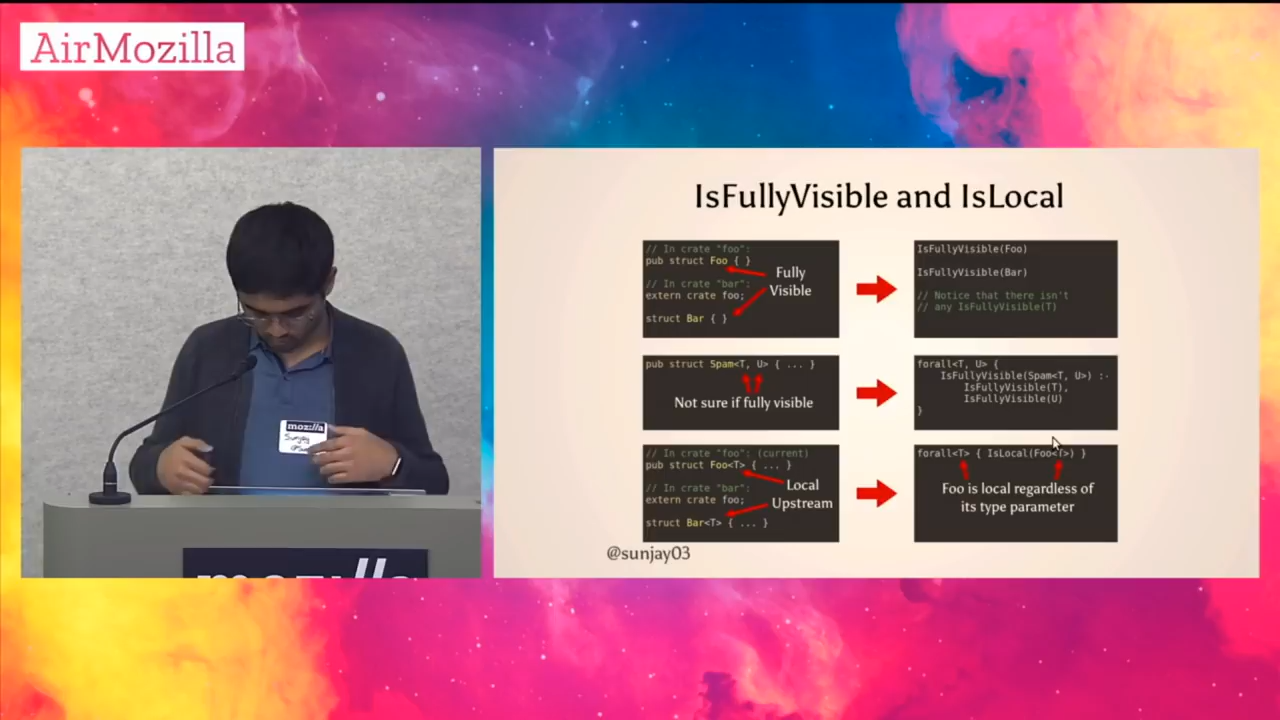 AirMozilla
IsFullyVisible and IsLocal
// In crate "foo":
pub struct Foo { }
// In crate "bar":
extern crate foo;
struct Bar { }
Fully
Visible
IsFullyVisible(Foo)
IsFullyVisible(Bar)
// Notice that there isn't
// any IsFullyVisible(T)
pub struct Spam<T, U> { ... }
Not sure if fully visible
forall<T, U> {
IsFullyVisible(Spam<T, U>) :-
IsFullyVisible(T),
IsFullyVisible(U)
}
// In crate "foo": (current)
pub struct Foo<T> { ... }
// In crate "bar":
extern crate foo;
struct Bar<T> { ... }
Local
Upstream
forall<T> { IsLocal(Foo<T>) }
Foo is local regardless of
its type parameter
@sunjay03
mozilla
Sunjay
mozilla